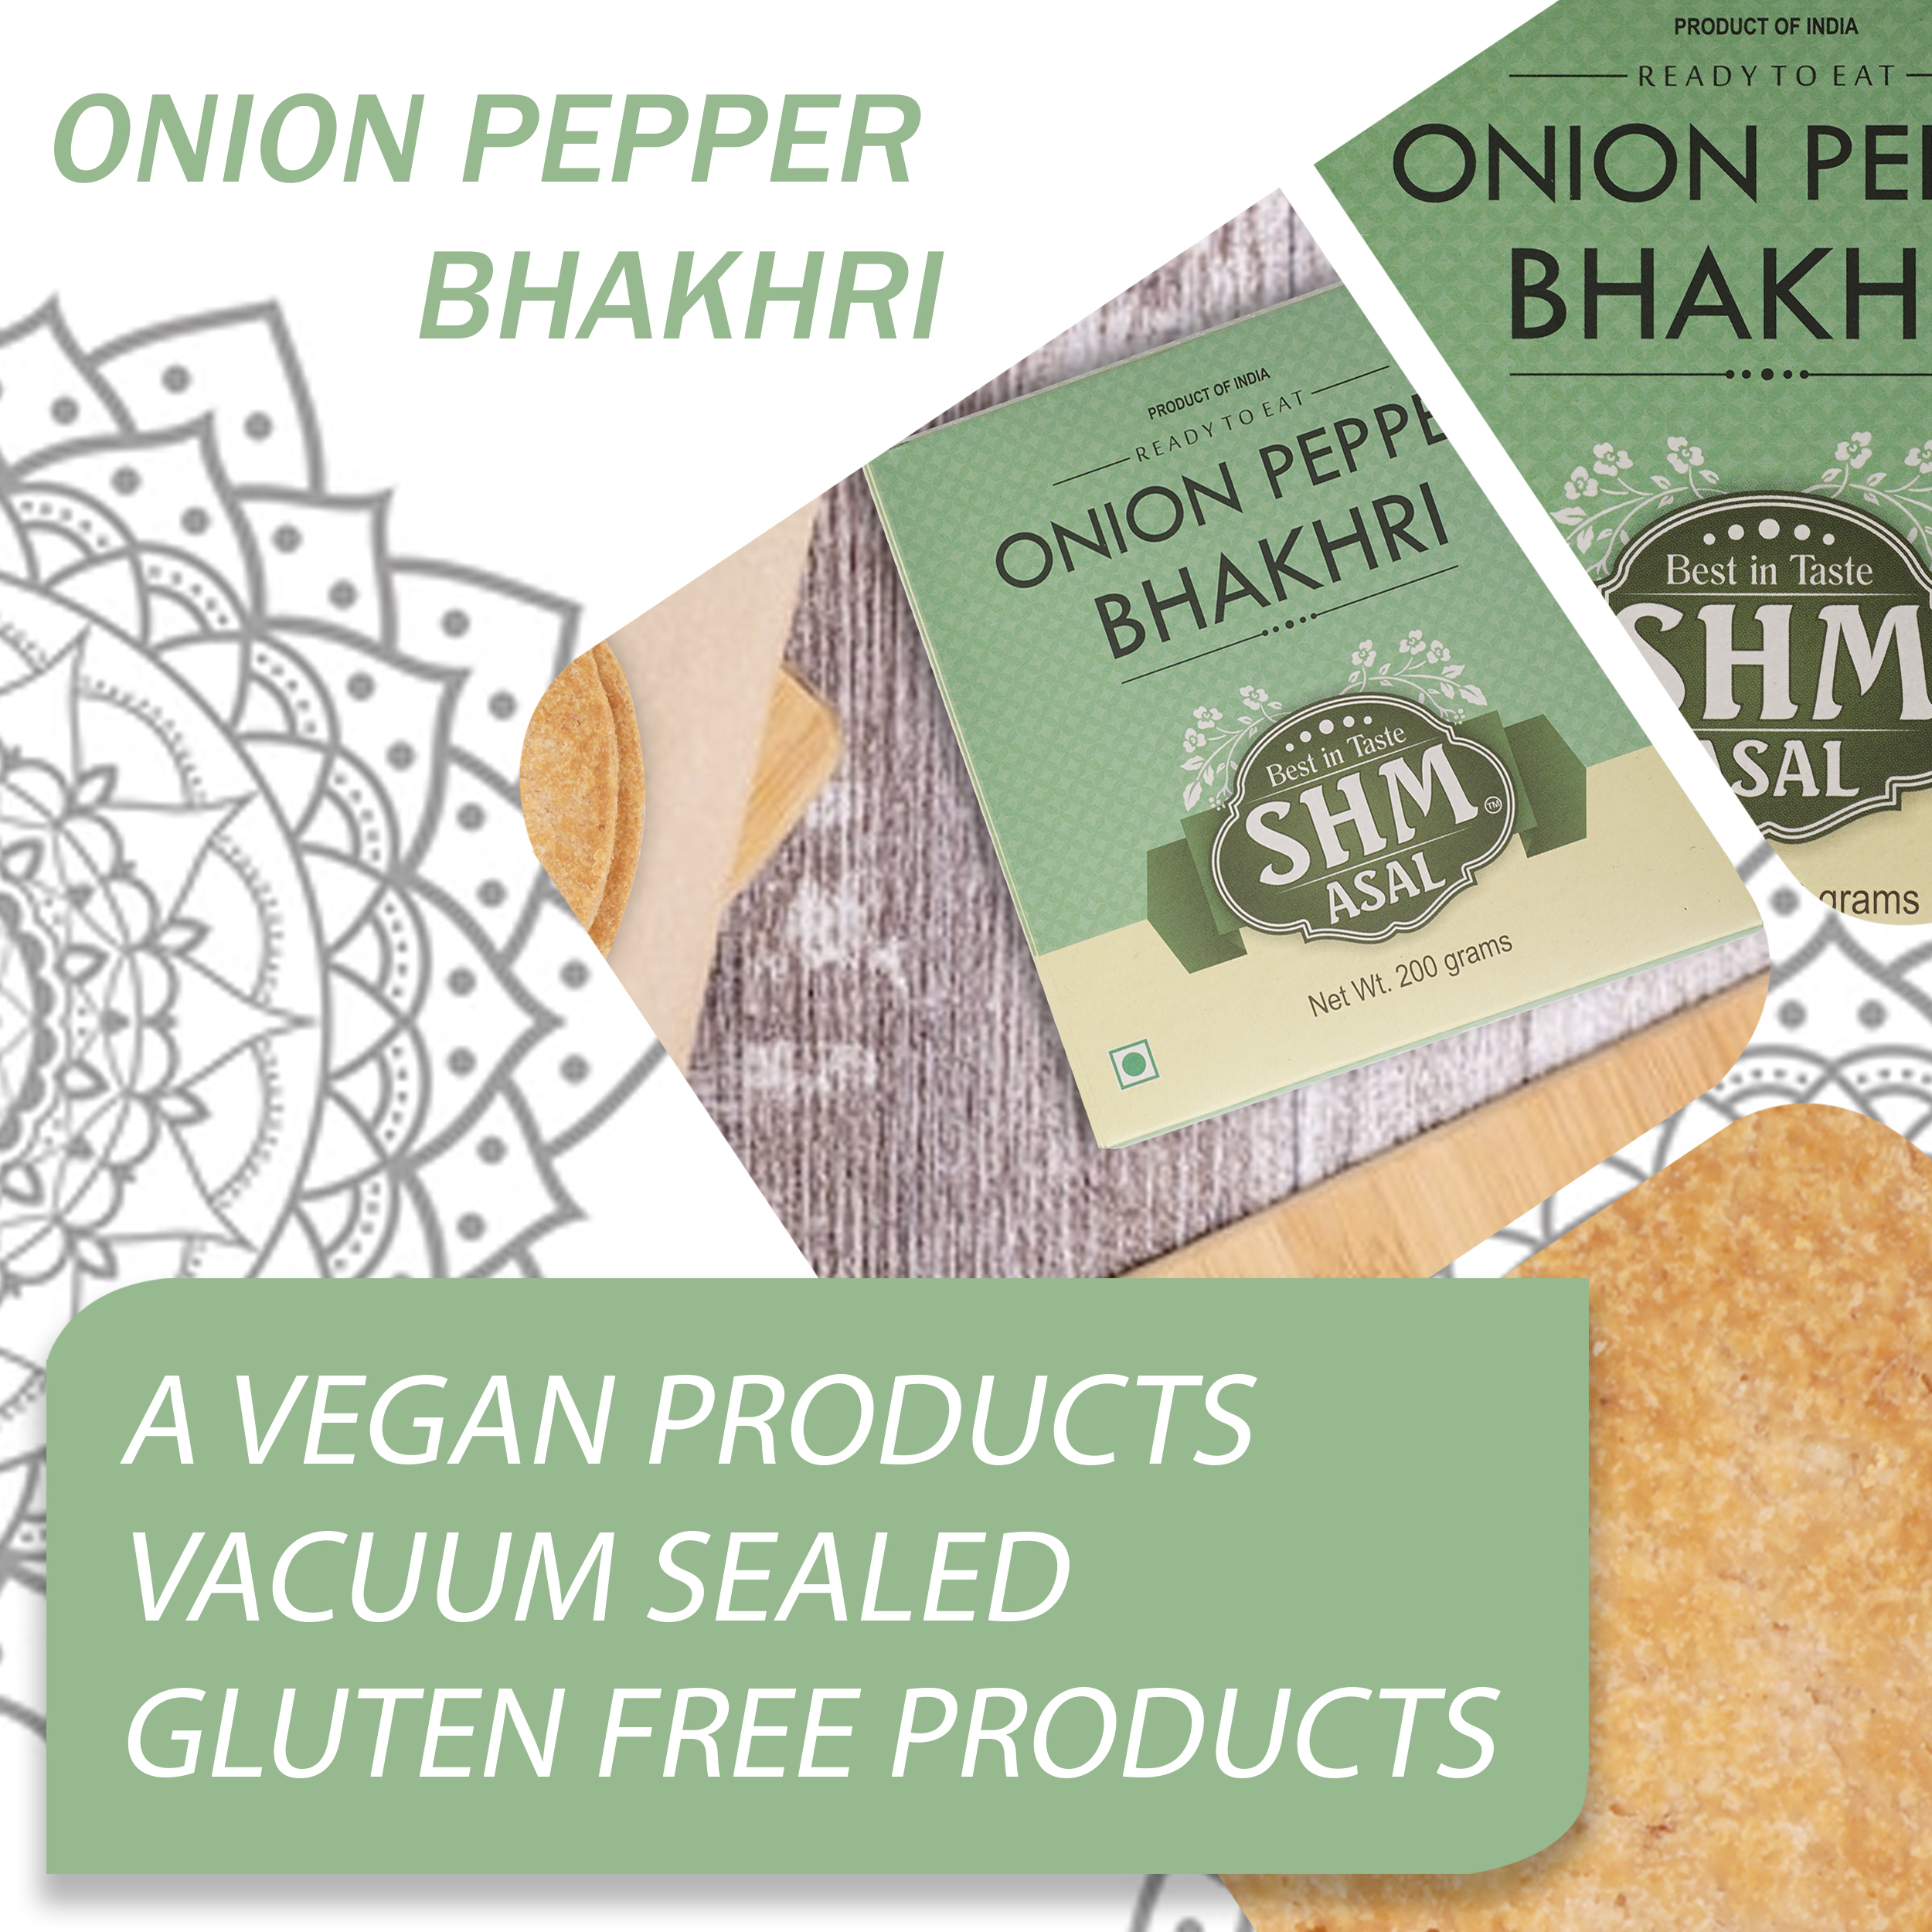 ONION PEPPER
BHAKHRI
PRODUCT OF INDIA
READY TO EAT
ONION PEPPE
BHAKHRI
Best in Taste
SHM
ASAL
TM
Net Wt. 200 grams
PRODUCT OF INDIA
READY TO EAT
ONION PE
BHAKH
Best in Taste
SHM
ASAL
grams
A VEGAN PRODUCTS
VACUUM SEALED
GLUTEN FREE PRODUCTS